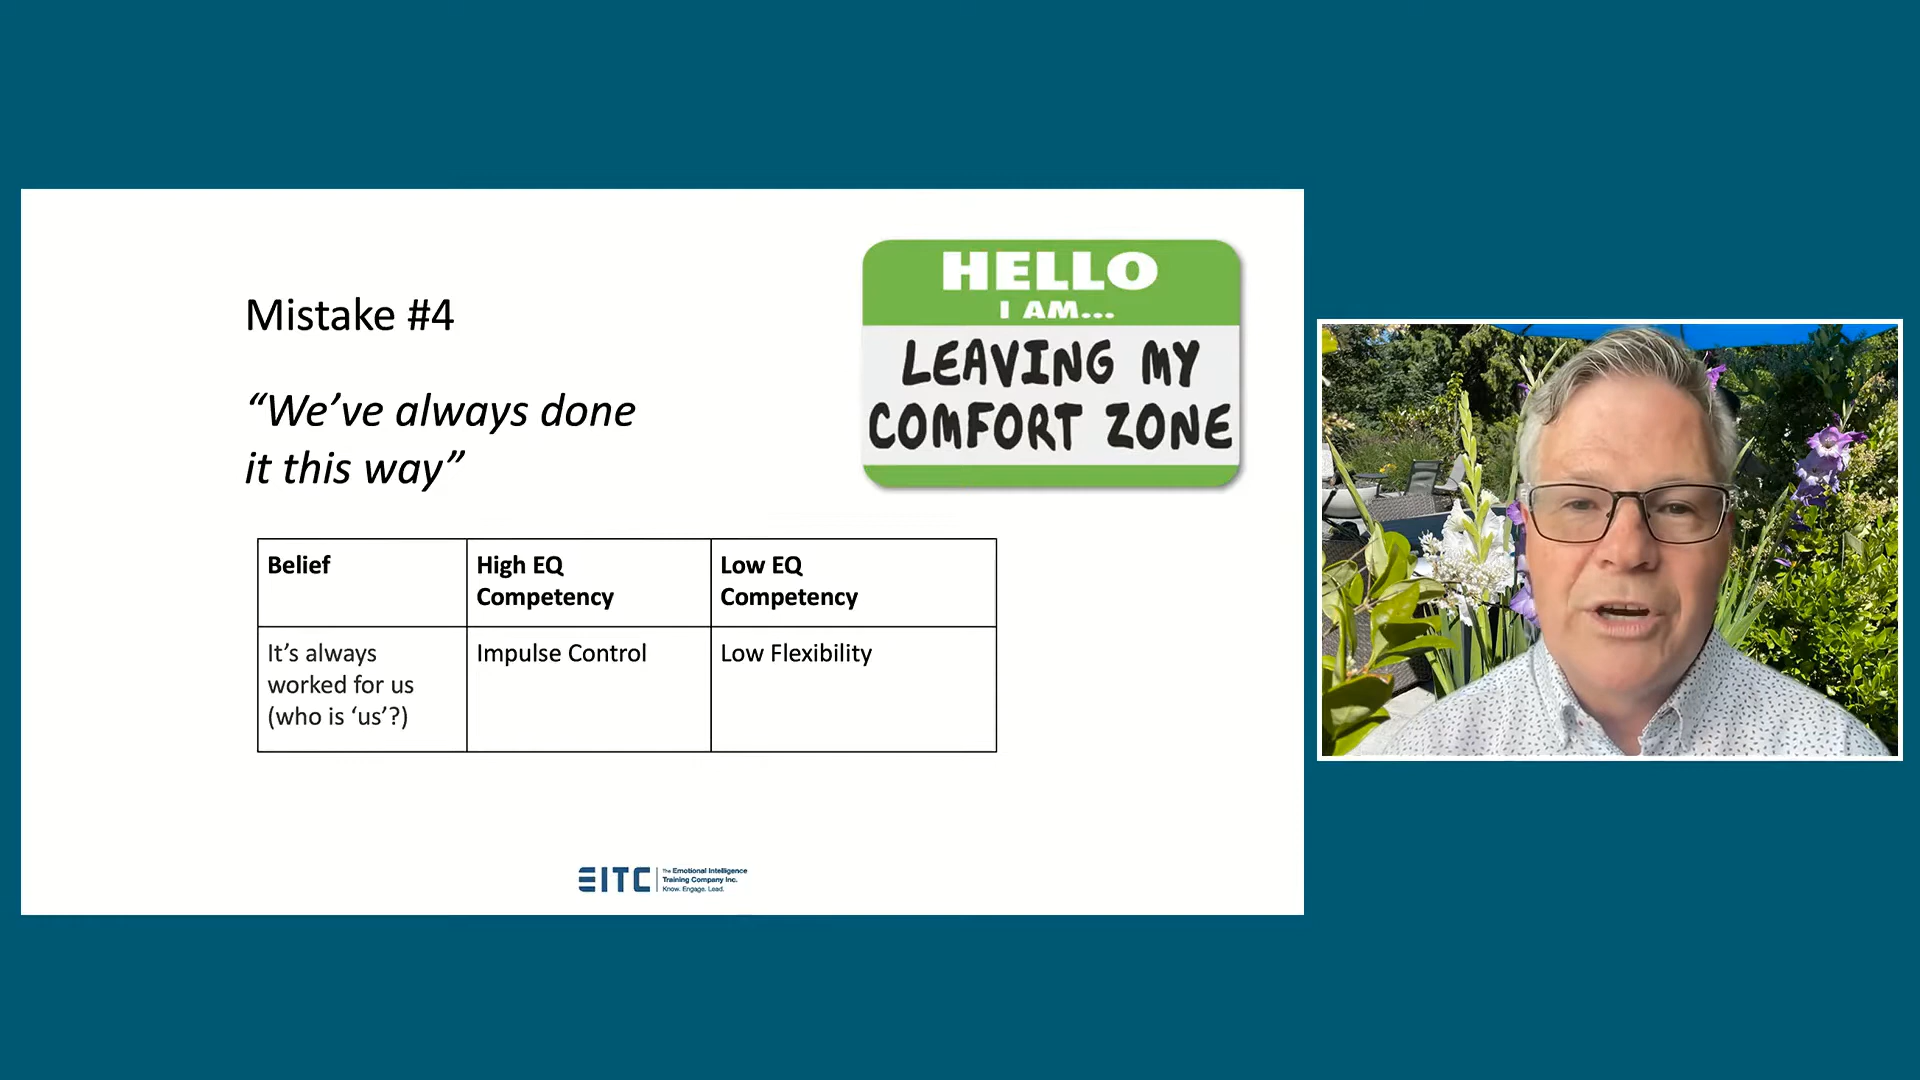 Mistake #4
“We’ve always done
it this way”
HELLO
I AM...
LEAVING MY
COMFORT ZONE
Belief
High EQ
Competency
Low EQ
Competency
It’s always
worked for us
(who is ‘us’?)
Impulse Control
Low Flexibility
EITC
The Emotional Intelligence
Training Company Inc.
Know. Engage. Lead.